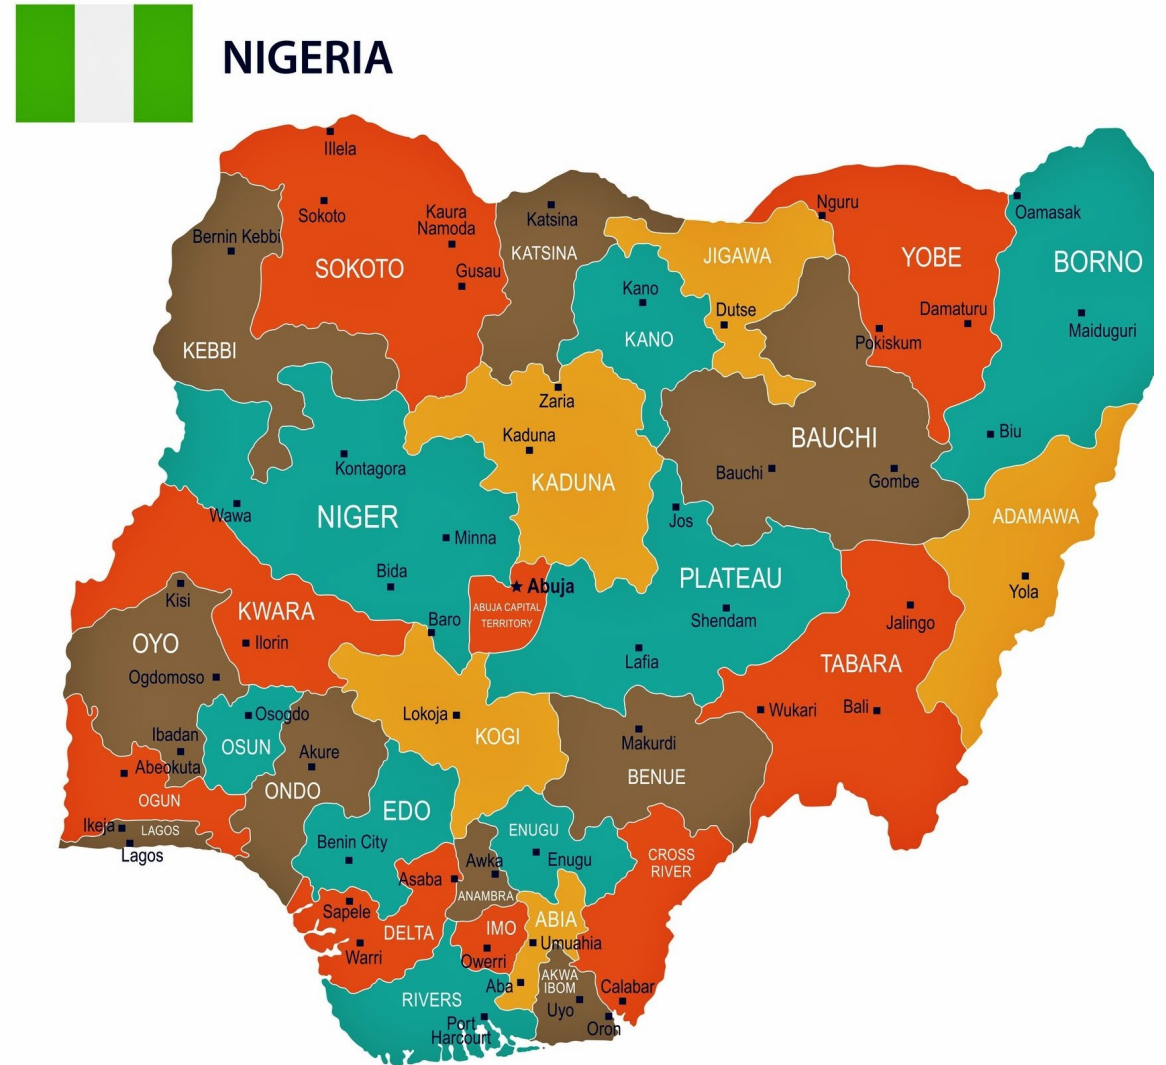 NIGERIA
Illela
Sokoto
Kaura
Namoda
Katsina
Nguru
Oamasak
Bernin Kebbi
SOKOTO
Gusau
KATSINA
JIGAWA
YOBE
BORNO
Kano
Dutse
Damaturu
Maiduguri
KEBBI
KANO
Pokiskum
Zaria
Kaduna
BAUCHI
Biu
Kontagora
KADUNA
Bauchi
Gombe
Wawa
NIGER
Jos
ADAMAWA
Minna
Bida
Abuja
PLATEAU
Yola
Kisi
KWARA
Baro
ABUJA CAPITAL
TERRITORY
Shendam
Jalingo
OYO
Ilorin
Lafia
TABARA
Ogdomoso
Osogdo
Lokoja
KOGI
Wukari
Bali
Ibadan
OSUN
Akure
Makurdi
Abeokuta
BENUE
OGUN
ONDO
EDO
Ikeja
LAGOS
Lagos
Benin City
ENUGU
Enugu
CROSS
RIVER
Awka
Asaba
ANAMBRA
Sapele
DELTA
IMO
ABIA
Warri
Owerri
Umuahia
Aba
AKWA
IBOM
Calabar
RIVERS
Uyo
Port
Harcourt
Oron